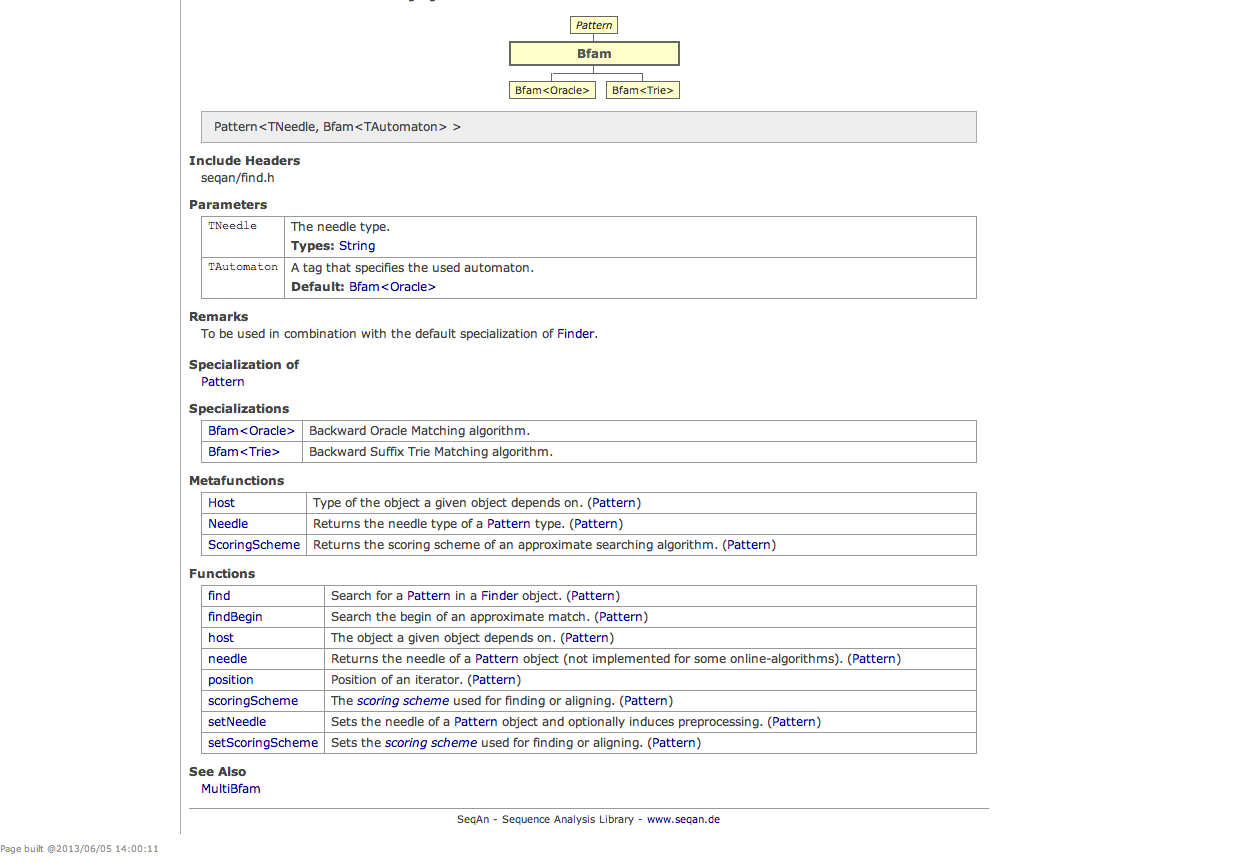 Pattern
Bfam
Bfam<Oracle> Bfam<Trie>
Pattern<TNeedle, Bfam<TAutomaton> >
Include Headers
seqan/find.h
Parameters
TNeedle The needle type.
Types: String
TAutomaton A tag that specifies the used automaton.
Default: Bfam<Oracle>
Remarks
To be used in combination with the default specialization of Finder.
Specialization of
Pattern
Specializations
Bfam<Oracle> Backward Oracle Matching algorithm.
Bfam<Trie> Backward Suffix Trie Matching algorithm.
Metafunctions
Host Type of the object a given object depends on. (Pattern)
Needle Returns the needle type of a Pattern type. (Pattern)
ScoringScheme Returns the scoring scheme of an approximate searching algorithm. (Pattern)
Functions
find Search for a Pattern in a Finder object. (Pattern)
findBegin Search the begin of an approximate match. (Pattern)
host The object a given object depends on. (Pattern)
needle Returns the needle of a Pattern object (not implemented for some online-algorithms). (Pattern)
position Position of an iterator. (Pattern)
scoringScheme The scoring scheme used for finding or aligning. (Pattern)
setNeedle Sets the needle of a Pattern object and optionally induces preprocessing. (Pattern)
setScoringScheme Sets the scoring scheme used for finding or aligning. (Pattern)
See Also
MultiBfam
SeqAn - Sequence Analysis Library - www.seqan.de
Page built @2013/06/05 14:00:11